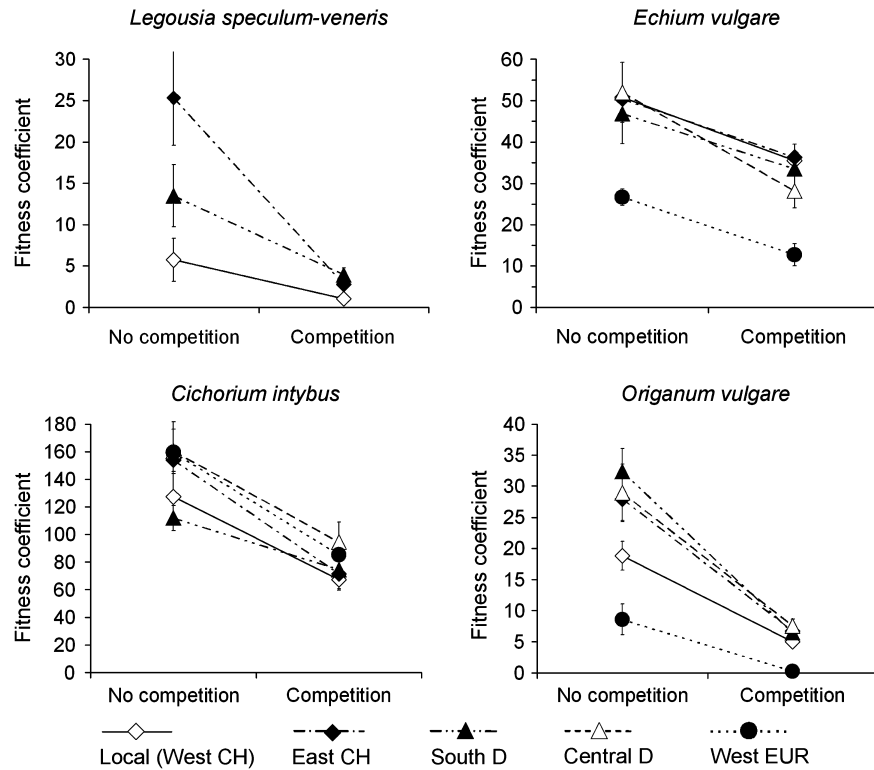 Legousia speculum-veneris
Echium vulgare
30
25
20
15
10
5
0
Fitness coefficient
No competition
Competition
60
50
40
30
20
10
0
Fitness coefficient
No competition
Competition
Cichorium intybus
Origanum vulgare
180
160
140
120
100
80
60
40
20
0
Fitness coefficient
No competition
Competition
40
35
30
25
20
15
10
5
0
Fitness coefficient
No competition
Competition
Local (West CH)
East CH
South D
Central D
West EUR